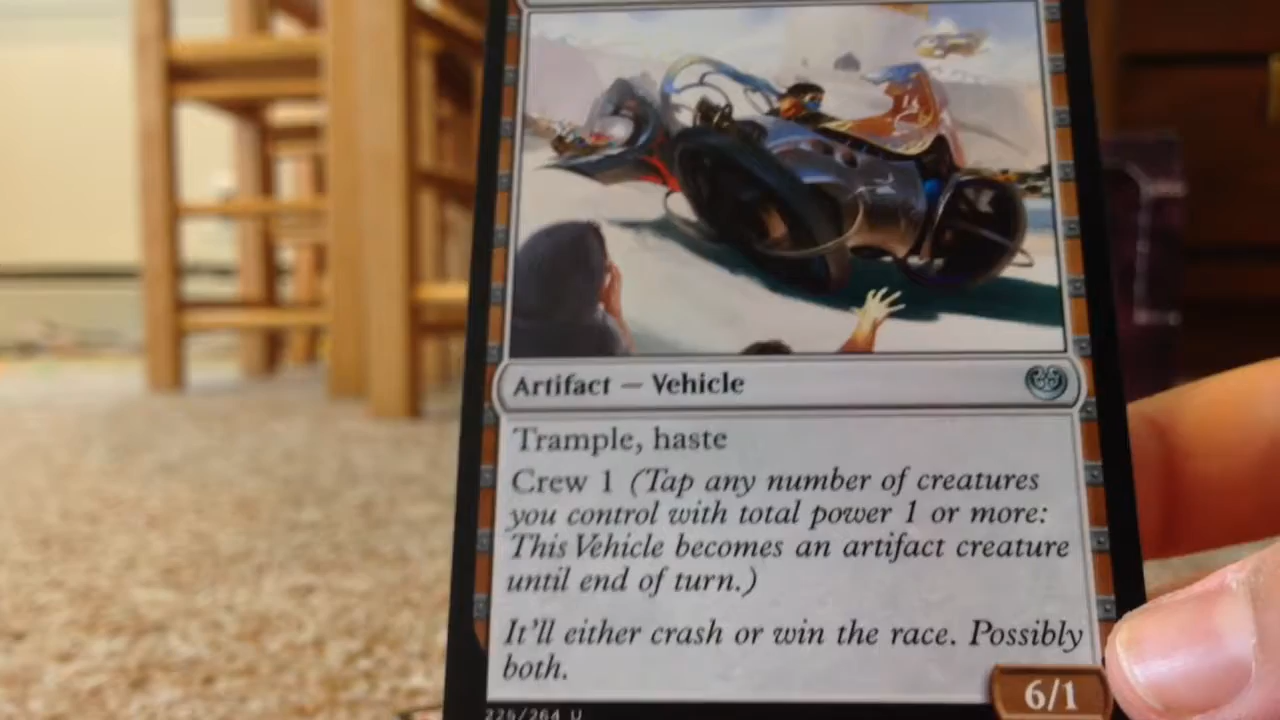 Artifact — Vehicle
Trample, haste
Crew 1 (Tap any number of creatures
you control with total power 1 or more:
This Vehicle becomes an artifact creature
until end of turn.)
It'll either crash or win the race. Possibly
both.
6/1
226/264 U